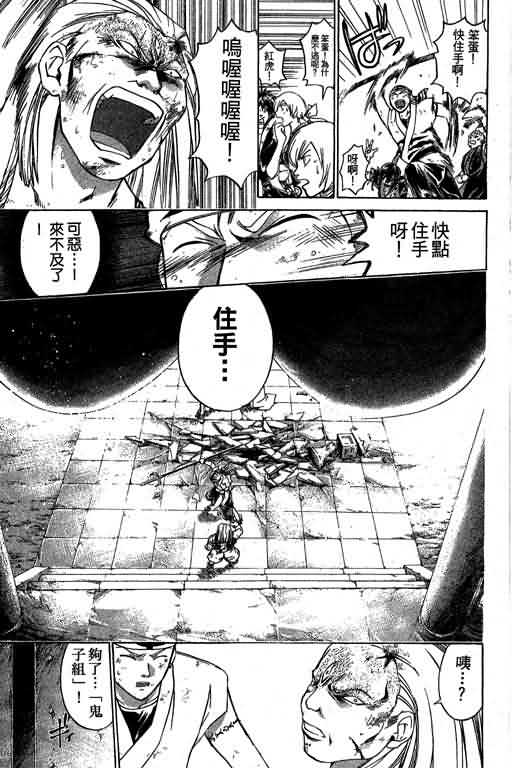 笨蛋！
快住手啊！
呀啊！
笨蛋！為什
麼不逃呢？
紅虎！
嗚喔喔喔喔！
快點
住手
呀！
可惡…！
來不及了
！
住手…
咦…？
夠了…「鬼
子組」！